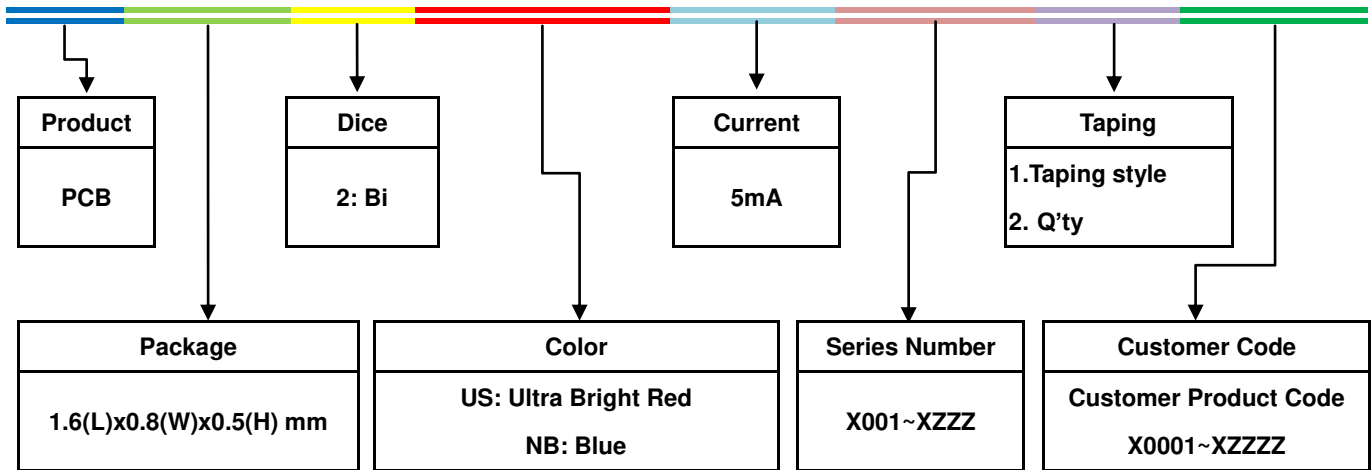 Product
PCB
Dice
2: Bi
Current
5mA
Taping
1.Taping style
2. Q’ty
Package
1.6(L)x0.8(W)x0.5(H) mm
Color
US: Ultra Bright Red
NB: Blue
Series Number
X001~XZZZ
Customer Code
Customer Product Code
X0001~XZZZZ